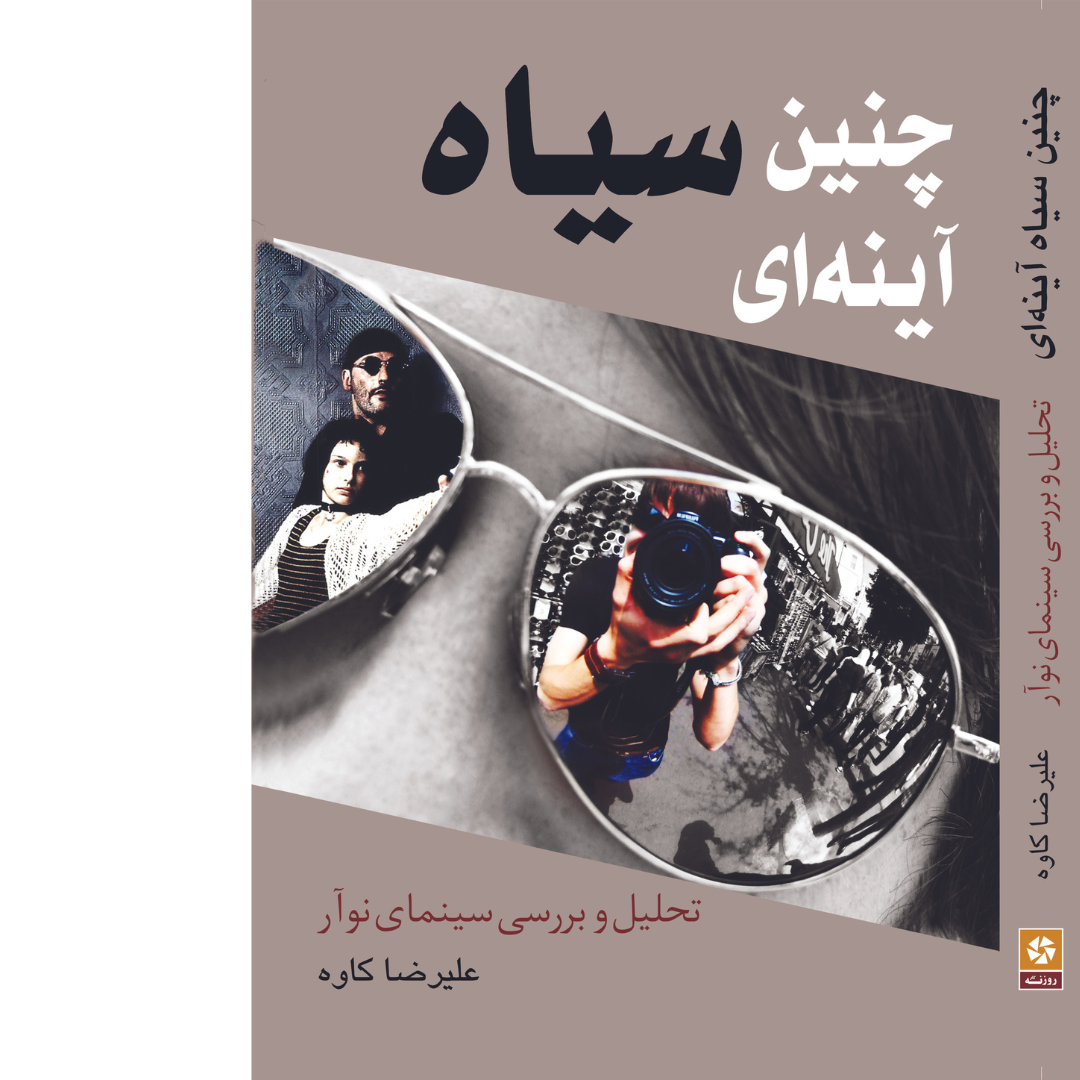 چنین سیاه
آینه‌ای
تحلیل و بررسی سینمای نوآر
علیرضا کاوه
چنین سیاه آینه‌ای
تحلیل و بررسی سینمای نوآر
علیرضا کاوه
روزنه